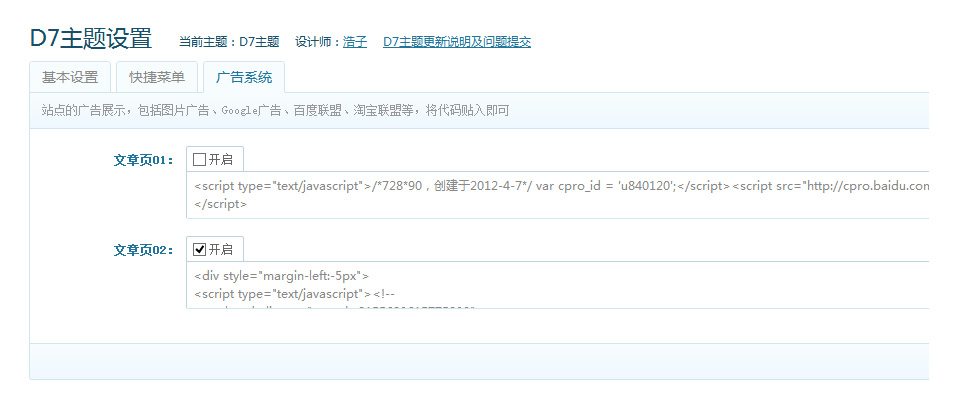 D7主题设置 当前主题：D7主题 设计师：浩子 D7主题更新说明及问题提交
基本设置 快捷菜单 广告系统
站点的广告展示，包括图片广告、Google广告、百度联盟、淘宝联盟等，将代码贴入即可
文章页01： 开启
<script type="text/javascript">/*728*90，创建于2012-4-7*/ var cpro_id = 'u840120';</script><script src="http://cpro.baidu.com
</script>
文章页02： 开启
<div style="margin-left:-5px">
<script type="text/javascript"><!--